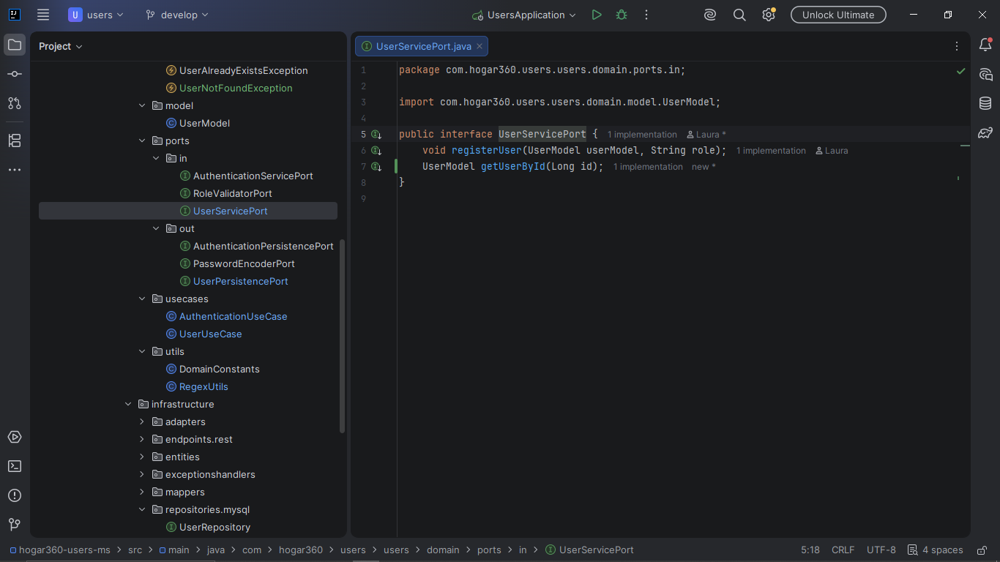 U users develop UsersApplication Unlock Ultimate
Project
UserAlreadyExistsException
UserNotFoundException
model
UserModel
ports
in
AuthenticationServicePort
RoleValidatorPort
UserServicePort
out
AuthenticationPersistencePort
PasswordEncoderPort
UserPersistencePort
usecases
AuthenticationUseCase
UserUseCase
utils
DomainConstants
RegexUtils
infrastructure
adapters
endpoints.rest
entities
exceptionshandlers
mappers
repositories.mysql
UserRepository
UserServicePort.java
1 package com.hogar360.users.users.domain.ports.in;
2
3 import com.hogar360.users.users.domain.model.UserModel;
4
5 public interface UserServicePort { 1 implementation Laura *
6 void registerUser(UserModel userModel, String role); 1 implementation Laura
7 UserModel getUserById(Long id); 1 implementation new *
8 }
9
hogar360-users-ms > src > main > java > com > hogar360 > users > users > domain > ports > in > UserServicePort 5:18 CRLF UTF-8 4 spaces